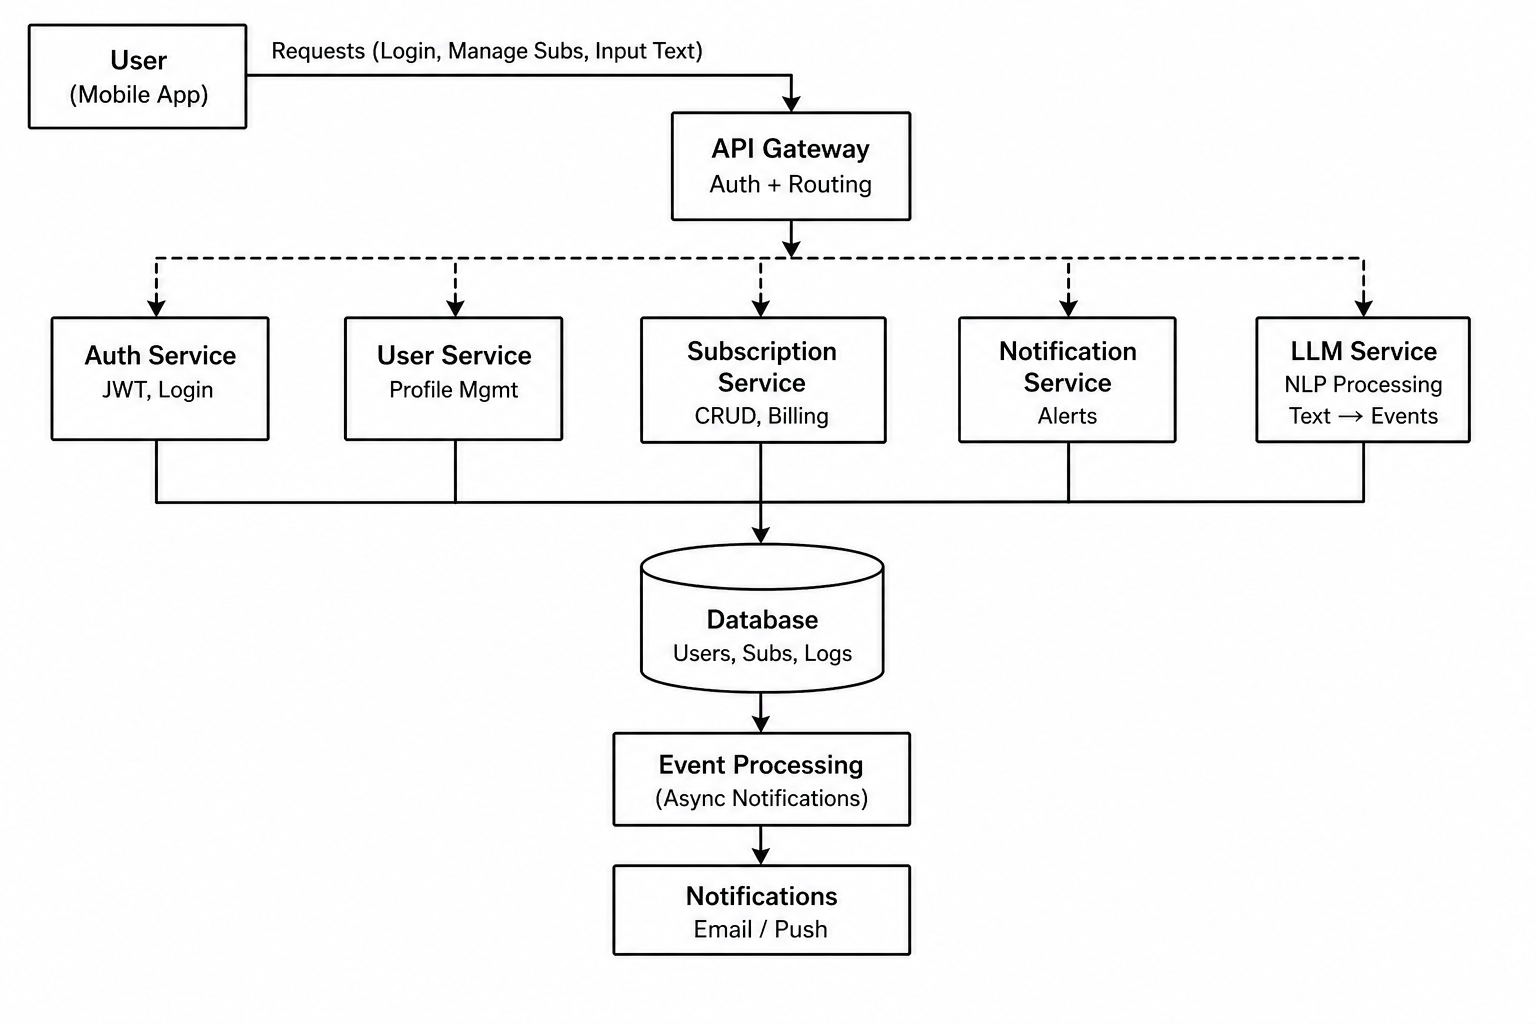 User
(Mobile App)
Requests (Login, Manage Subs, Input Text)
API Gateway
Auth + Routing
Auth Service
JWT, Login
User Service
Profile Mgmt
Subscription
Service
CRUD, Billing
Notification
Service
Alerts
LLM Service
NLP Processing
Text → Events
Database
Users, Subs, Logs
Event Processing
(Async Notifications)
Notifications
Email / Push